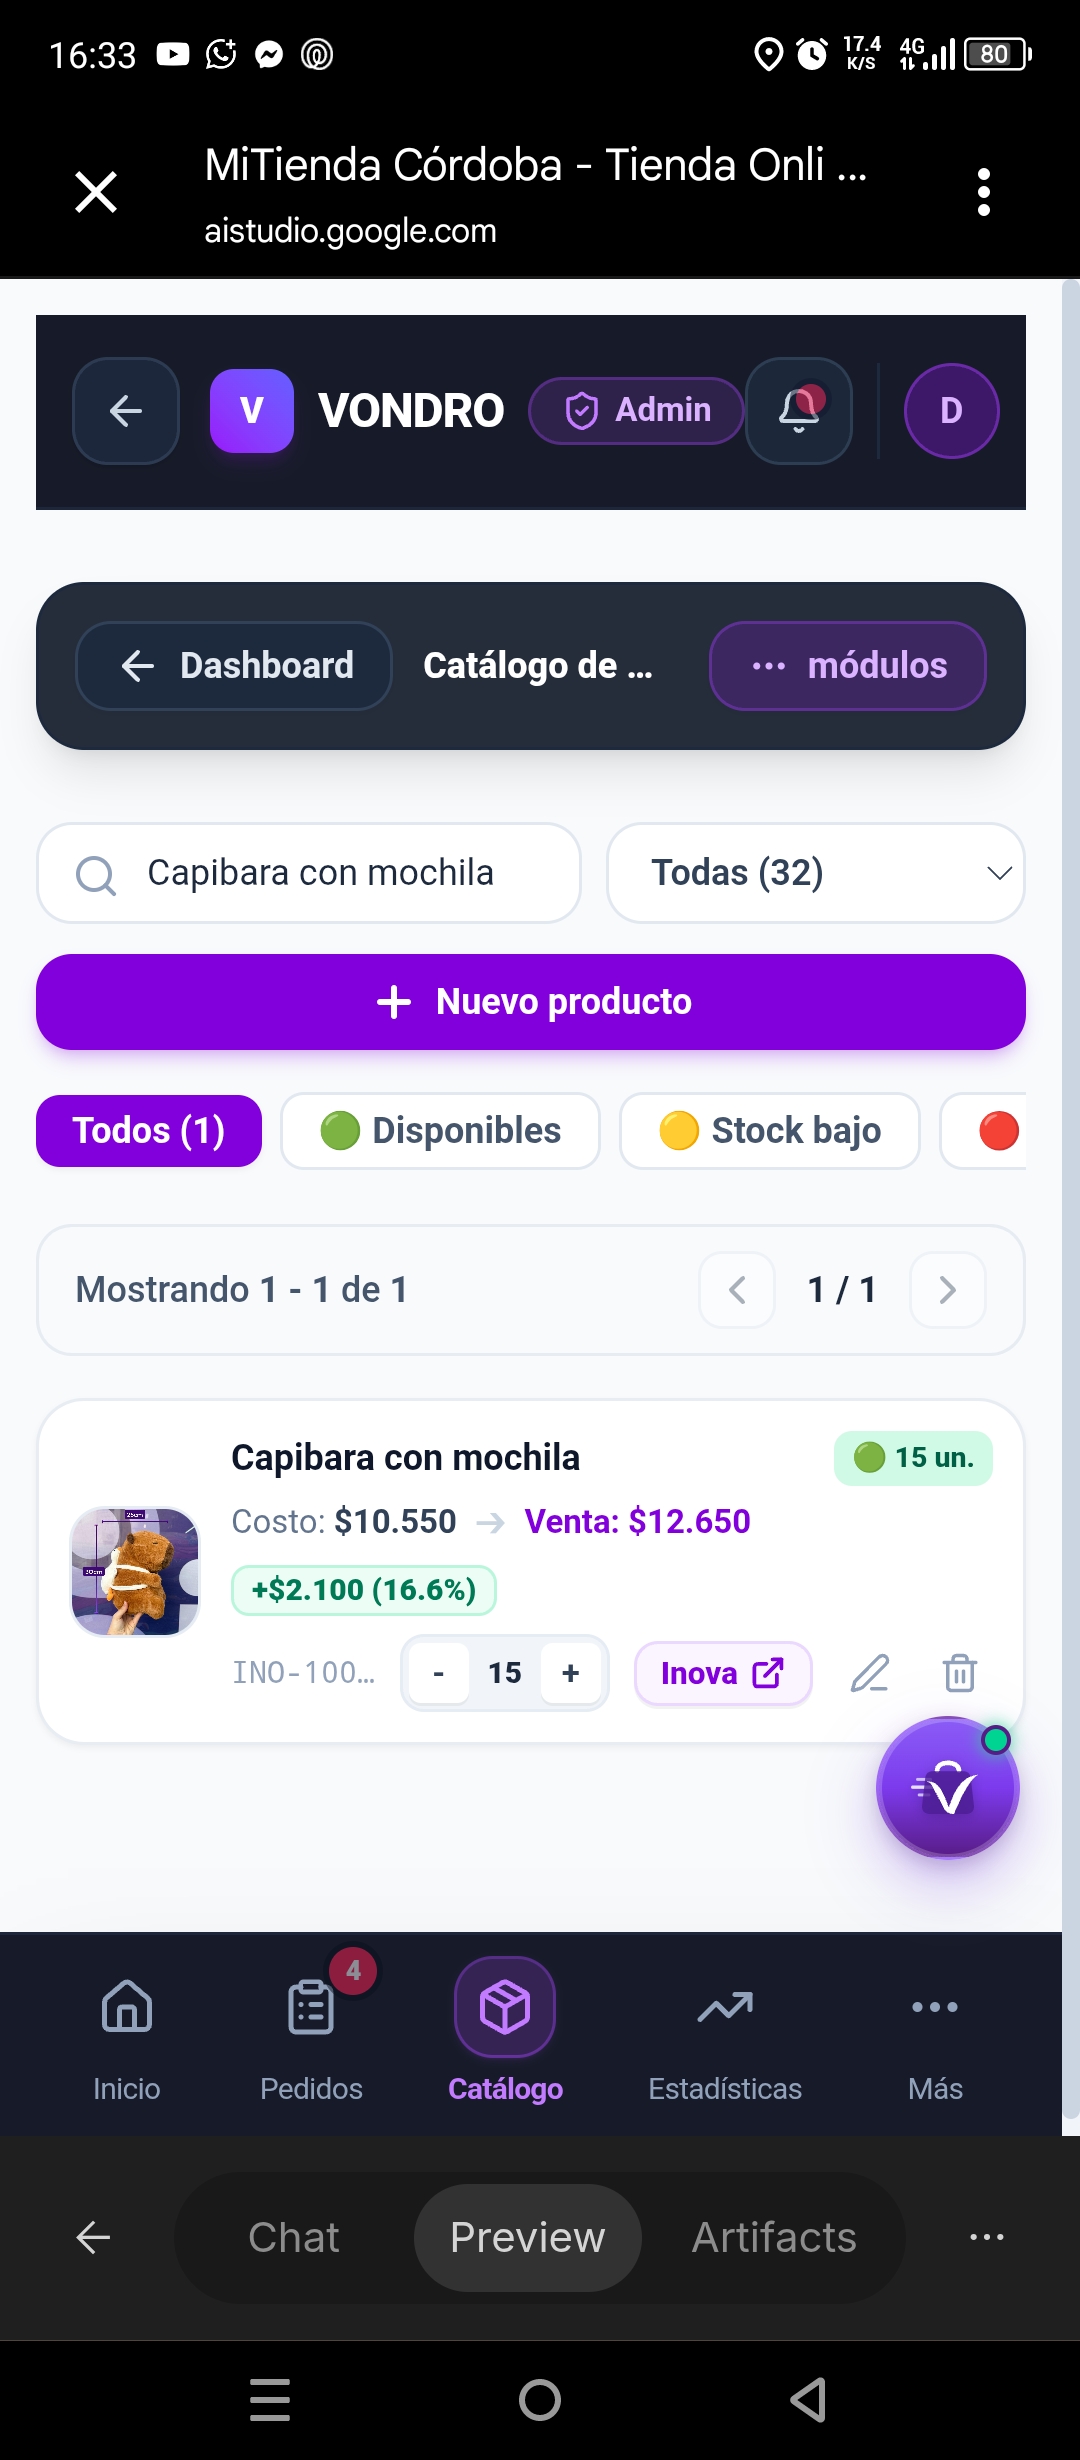 16:33
17.4 K/S
4G
80
MiTienda Córdoba - Tienda Onli ...
aistudio.google.com
V VONDRO Admin D
Dashboard Catálogo de ... ··· módulos
Capibara con mochila Todas (32)
+ Nuevo producto
Todos (1) Disponibles Stock bajo
Mostrando 1 - 1 de 1 1 / 1
Capibara con mochila 15 un.
Costo: $10.550 → Venta: $12.650
25cm
30cm
+$2.100 (16.6%)
INO-100... - 15 + Inova
4
Inicio Pedidos Catálogo Estadísticas Más
Chat Preview Artifacts